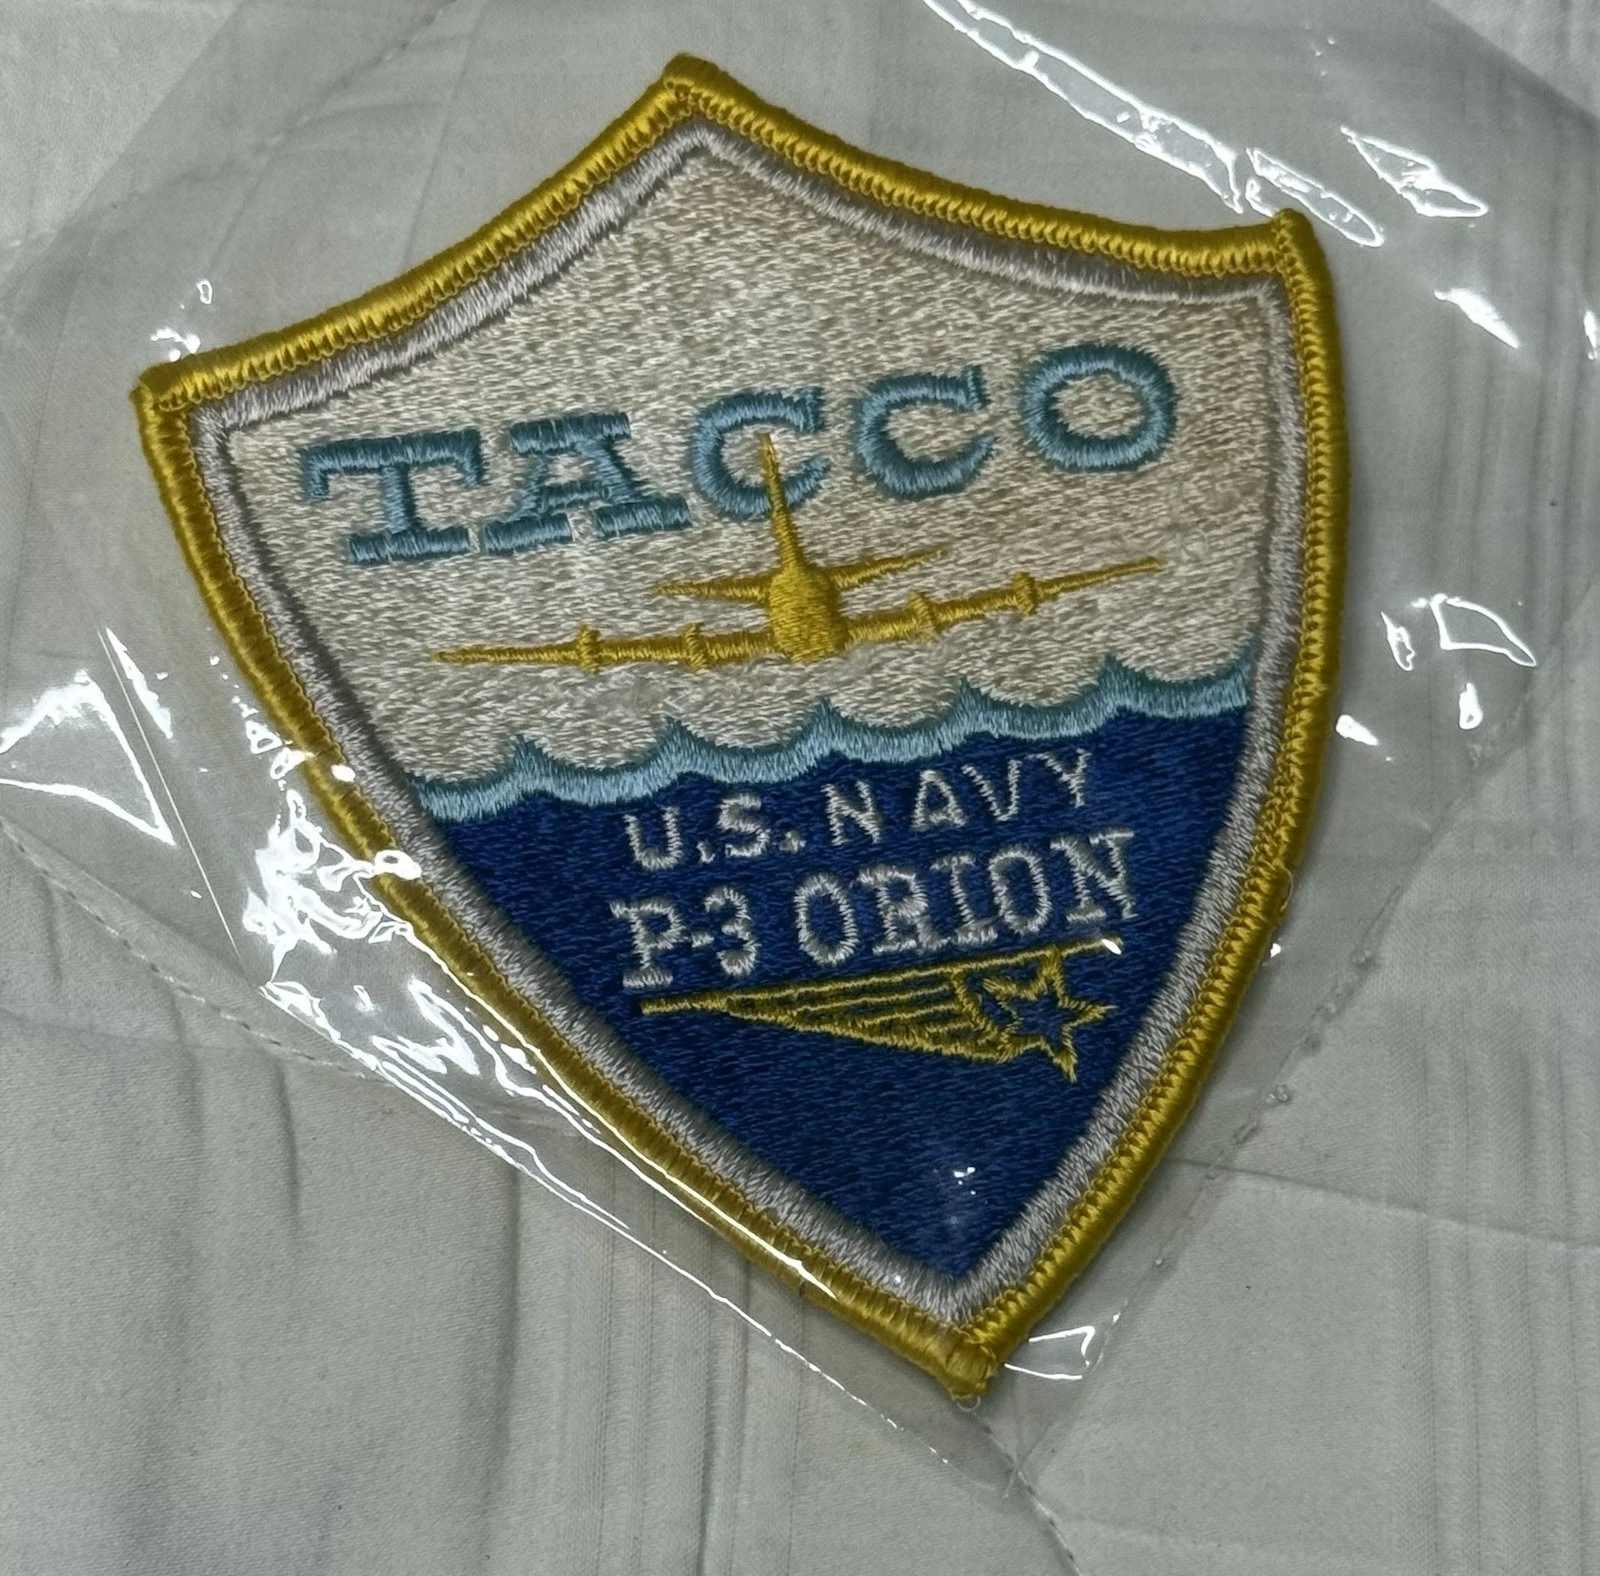 TACCO
U.S. NAVY
P-3 ORION